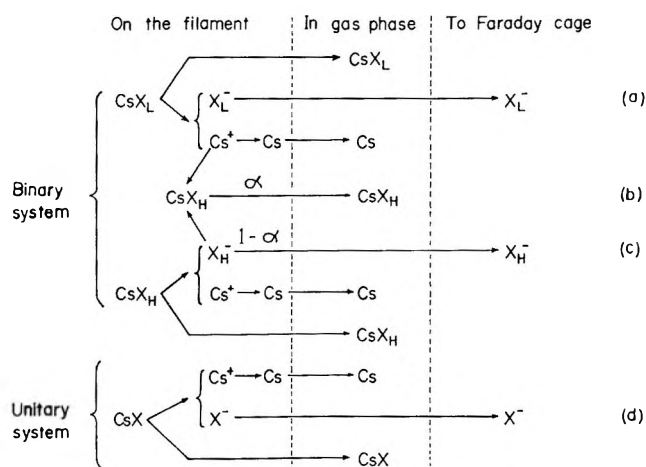 On the filament In gas phase To Faraday cage
CsX_L
CsX_L X_L^- X_L^- (a)
Cs^+ Cs Cs
Binary system
CsX_H α CsX_H (b)
1-α
X_H^- X_H^- (c)
CsX_H Cs^+ Cs Cs
CsX_H
Cs^+ Cs Cs
Unitary system
CsX X^- X^- (d)
CsX